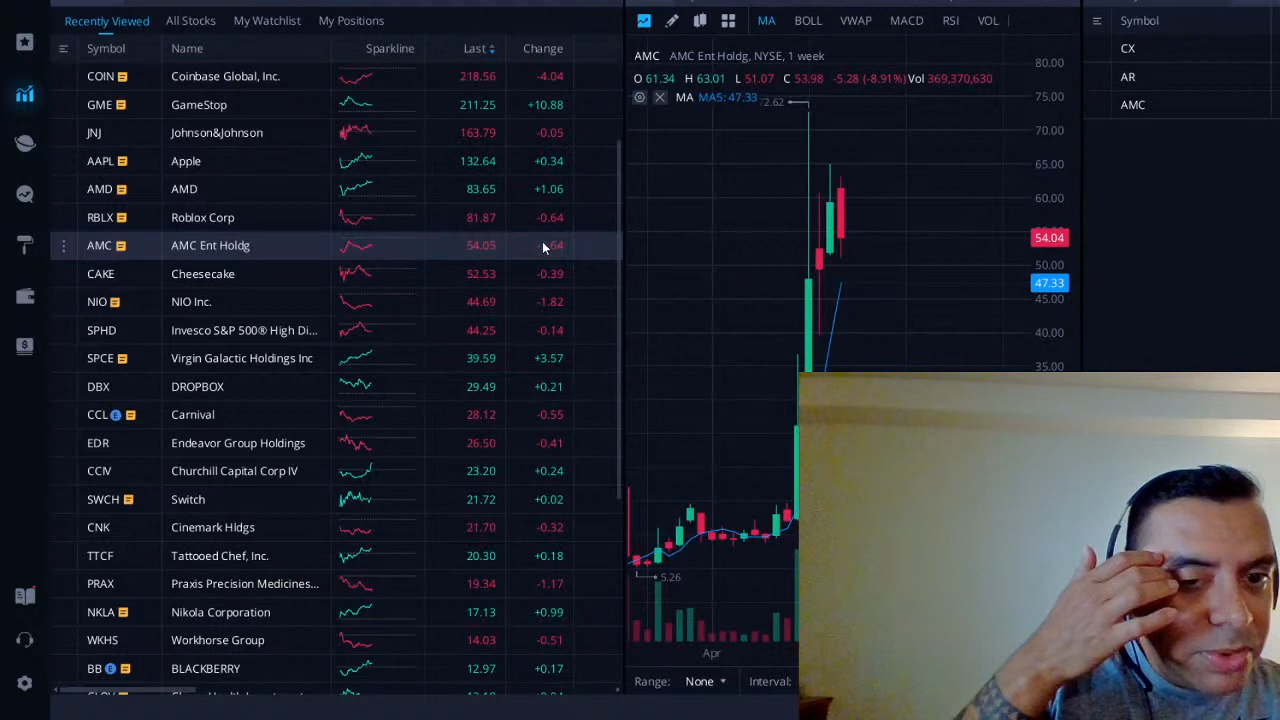 Recently Viewed All Stocks My Watchlist My Positions
Symbol Name Sparkline Last Change
COIN Coinbase Global, Inc. 218.56 -4.04
GME GameStop 211.25 +10.88
JNJ Johnson&Johnson 163.79 -0.05
AAPL Apple 132.64 +0.34
AMD AMD 83.65 +1.06
RBLX Roblox Corp 81.87 -0.64
AMC AMC Ent Holdg 54.05
CAKE Cheesecake 52.53 -0.39
NIO NIO Inc. 44.69 -1.82
SPHD Invesco S&P 500® High Di... 44.25 -0.14
SPCE Virgin Galactic Holdings Inc 39.59 +3.57
DBX DROPBOX 29.49 +0.21
CCL E Carnival 28.12 -0.55
EDR Endeavor Group Holdings 26.50 -0.41
CCIV Churchill Capital Corp IV 23.20 +0.24
SWCH Switch 21.72 +0.02
CNK Cinemark Hldgs 21.70 -0.32
TTCF Tattooed Chef, Inc. 20.30 +0.18
PRAX Praxis Precision Medicines... 19.34 -1.17
NKLA Nikola Corporation 17.13 +0.99
WKHS Workhorse Group 14.03 -0.51
BB E BLACKBERRY 12.97 +0.17
MA BOLL VWAP MACD RSI VOL
AMC AMC Ent Holdg, NYSE, 1 week
O 61.34 H 63.01 L 51.07 C 53.98 -5.28 (-8.91%) Vol 369,370,630
MA MA5: 47.33
80.00
75.00
70.00
65.00
60.00
54.04
50.00
47.33
45.00
40.00
35.00
5.26
Apr
Range: None Interval:
Symbol
CX
AR
AMC